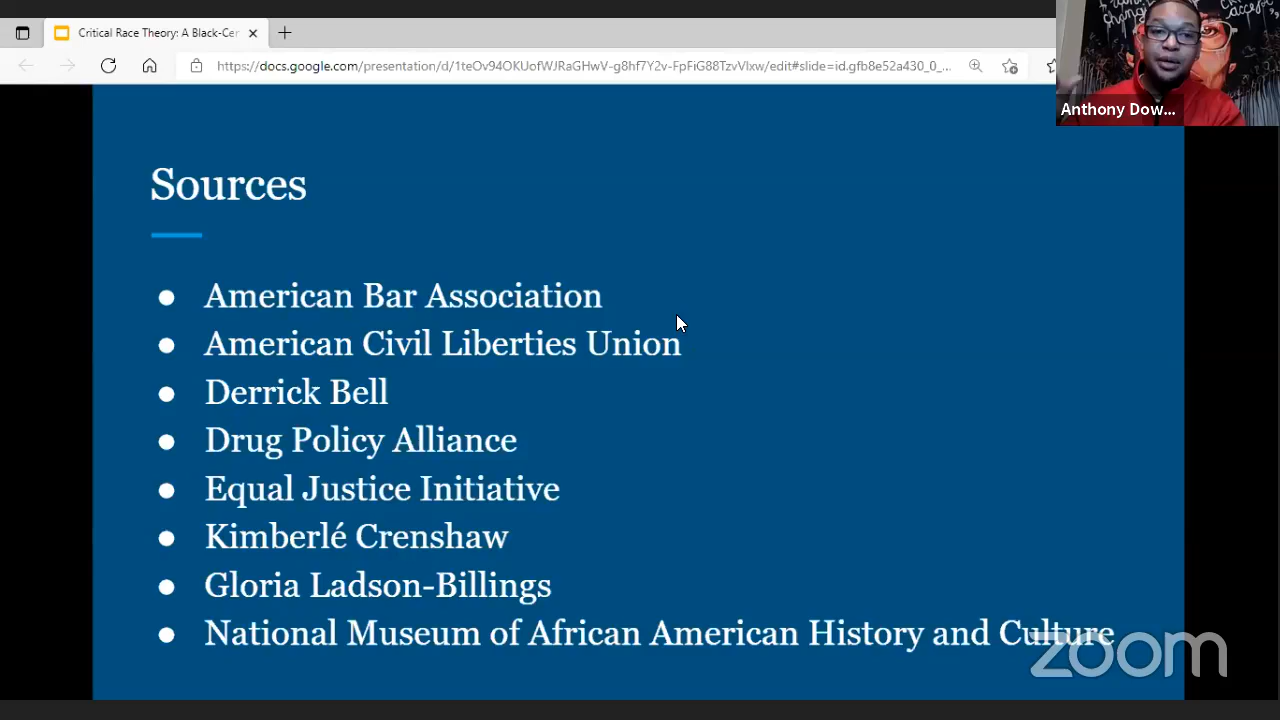 Critical Race Theory: A Black-Cer
https://docs.google.com/presentation/d/1teOv94OKUofWJRaGHwV-g8hf7Y2v-FpFiG88TzvVlxw/edit#slide=id.gfb8e52a430_0_...
change
accept
Anthony Dow...
Sources
● American Bar Association
● American Civil Liberties Union
● Derrick Bell
● Drug Policy Alliance
● Equal Justice Initiative
● Kimberlé Crenshaw
● Gloria Ladson-Billings
● National Museum of African American History and Culture
zoom